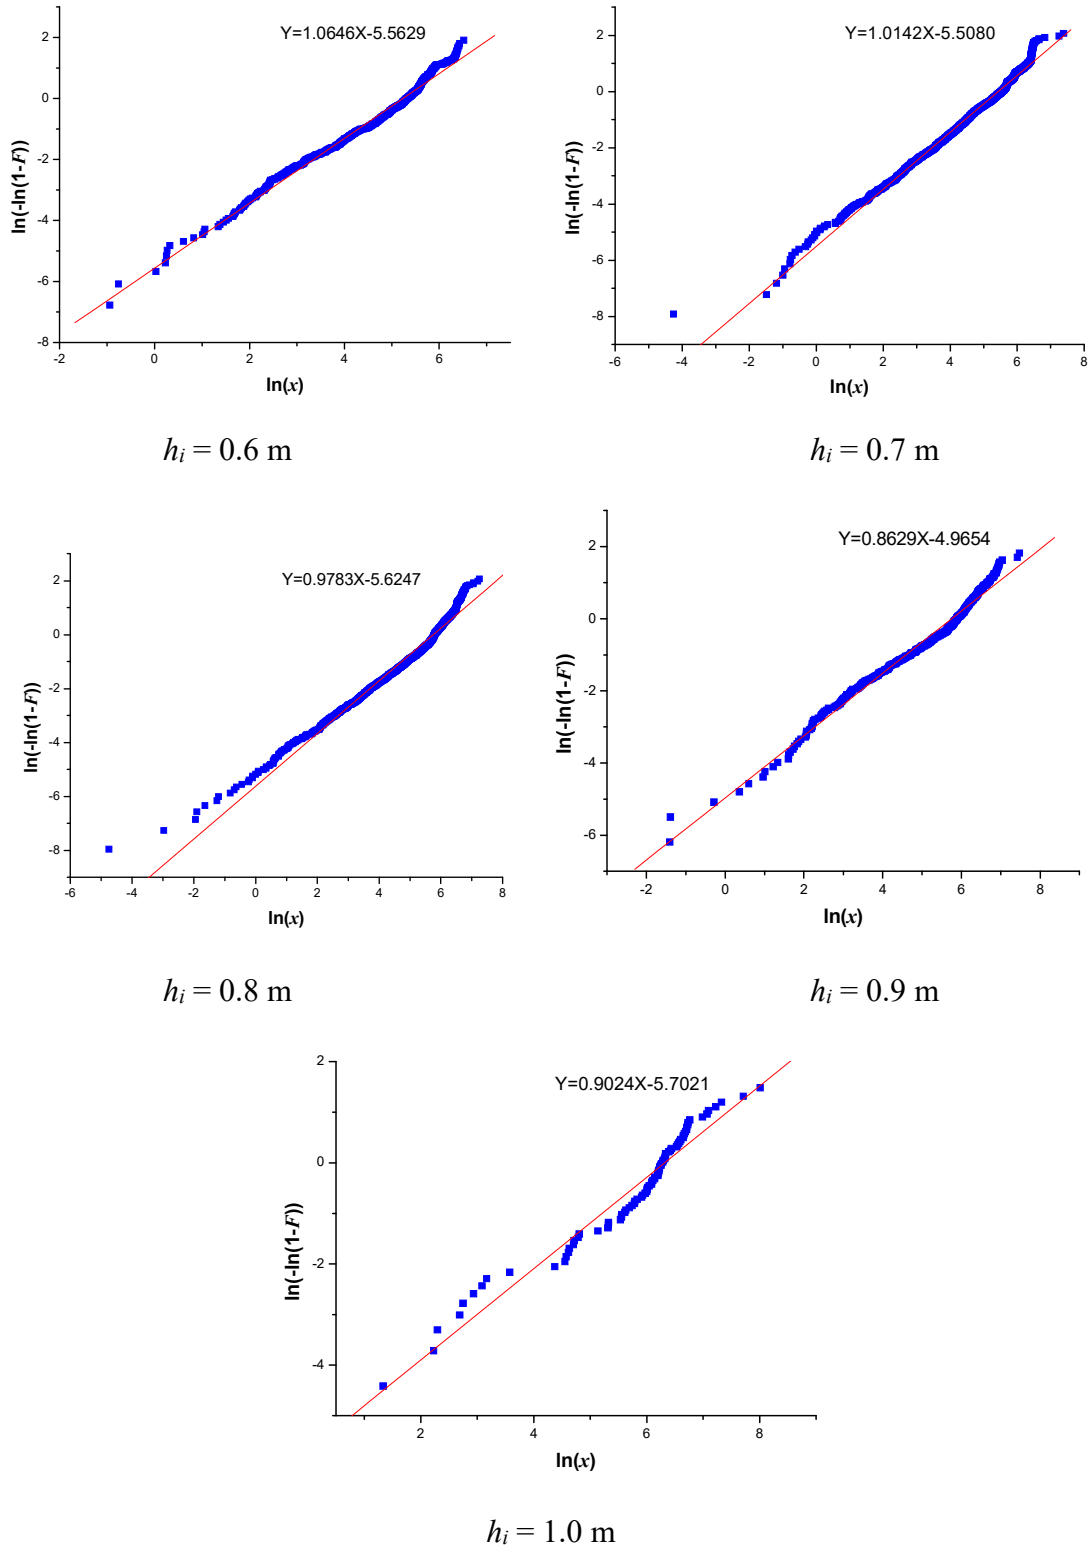 Y=1.0646X-5.5629
ln(-ln(1-F))
2
0
-2
-4
-6
-8
-2 0 2 4 6
ln(x)
hi = 0.6 m
Y=1.0142X-5.5080
ln(-ln(1-F))
2
0
-2
-4
-6
-8
-6 -4 -2 0 2 4 6 8
ln(x)
hi = 0.7 m
Y=0.9783X-5.6247
ln(-ln(1-F))
2
0
-2
-4
-6
-8
-6 -4 -2 0 2 4 6 8
ln(x)
hi = 0.8 m
Y=0.8629X-4.9654
ln(-ln(1-F))
2
0
-2
-4
-6
-2 0 2 4 6 8
ln(x)
hi = 0.9 m
Y=0.9024X-5.7021
ln(-ln(1-F))
2
0
-2
-4
2 4 6 8
ln(x)
hi = 1.0 m